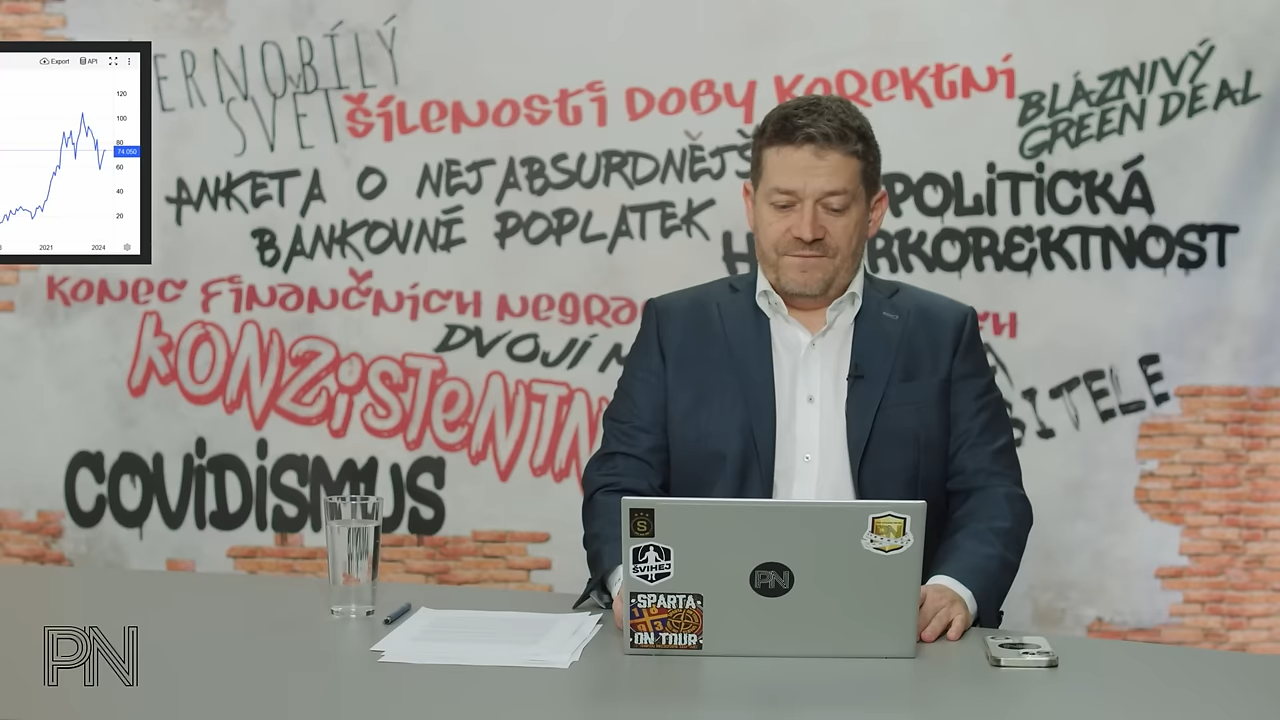 Export API
120
100
80
74.050
60
40
20
2021 2024
ERNOBÍLÝ
SVĚT
ŠÍLENOSTI DOBY KOREKTNÍ
BLÁZNIVÝ
GREEN DEAL
ANKETA O NEJABSURDNĚJŠ
BANKOVNÍ POPLATEK
POLITICKÁ
H RKOREKTNOST
KONEC FINANČNÍCH NEGRA CH
KONZISTENTN
DVOJÍ M
SITELE
COVIDISMUS
S
ŠVIHEJ
SPARTA
ON TOUR
PN
PN
PN